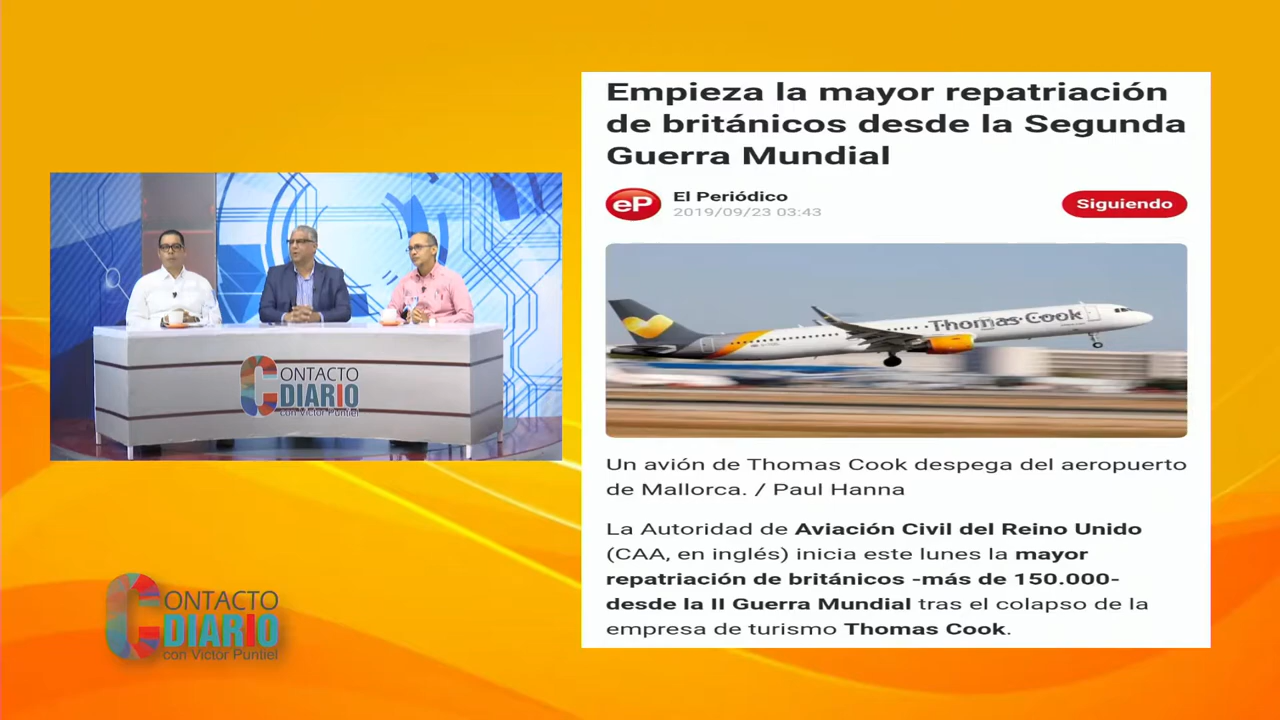 Empieza la mayor repatriación
de británicos desde la Segunda
Guerra Mundial
eP
El Periódico
2019/09/23 03:43
Siguiendo
Thomas Cook
Un avión de Thomas Cook despega del aeropuerto
de Mallorca. / Paul Hanna
La Autoridad de Aviación Civil del Reino Unido
(CAA, en inglés) inicia este lunes la mayor
repatriación de británicos -más de 150.000-
desde la II Guerra Mundial tras el colapso de la
empresa de turismo Thomas Cook.
CONTACTO
DIARIO
con Víctor Puntiel
CONTACTO
DIARIO
con Víctor Puntiel